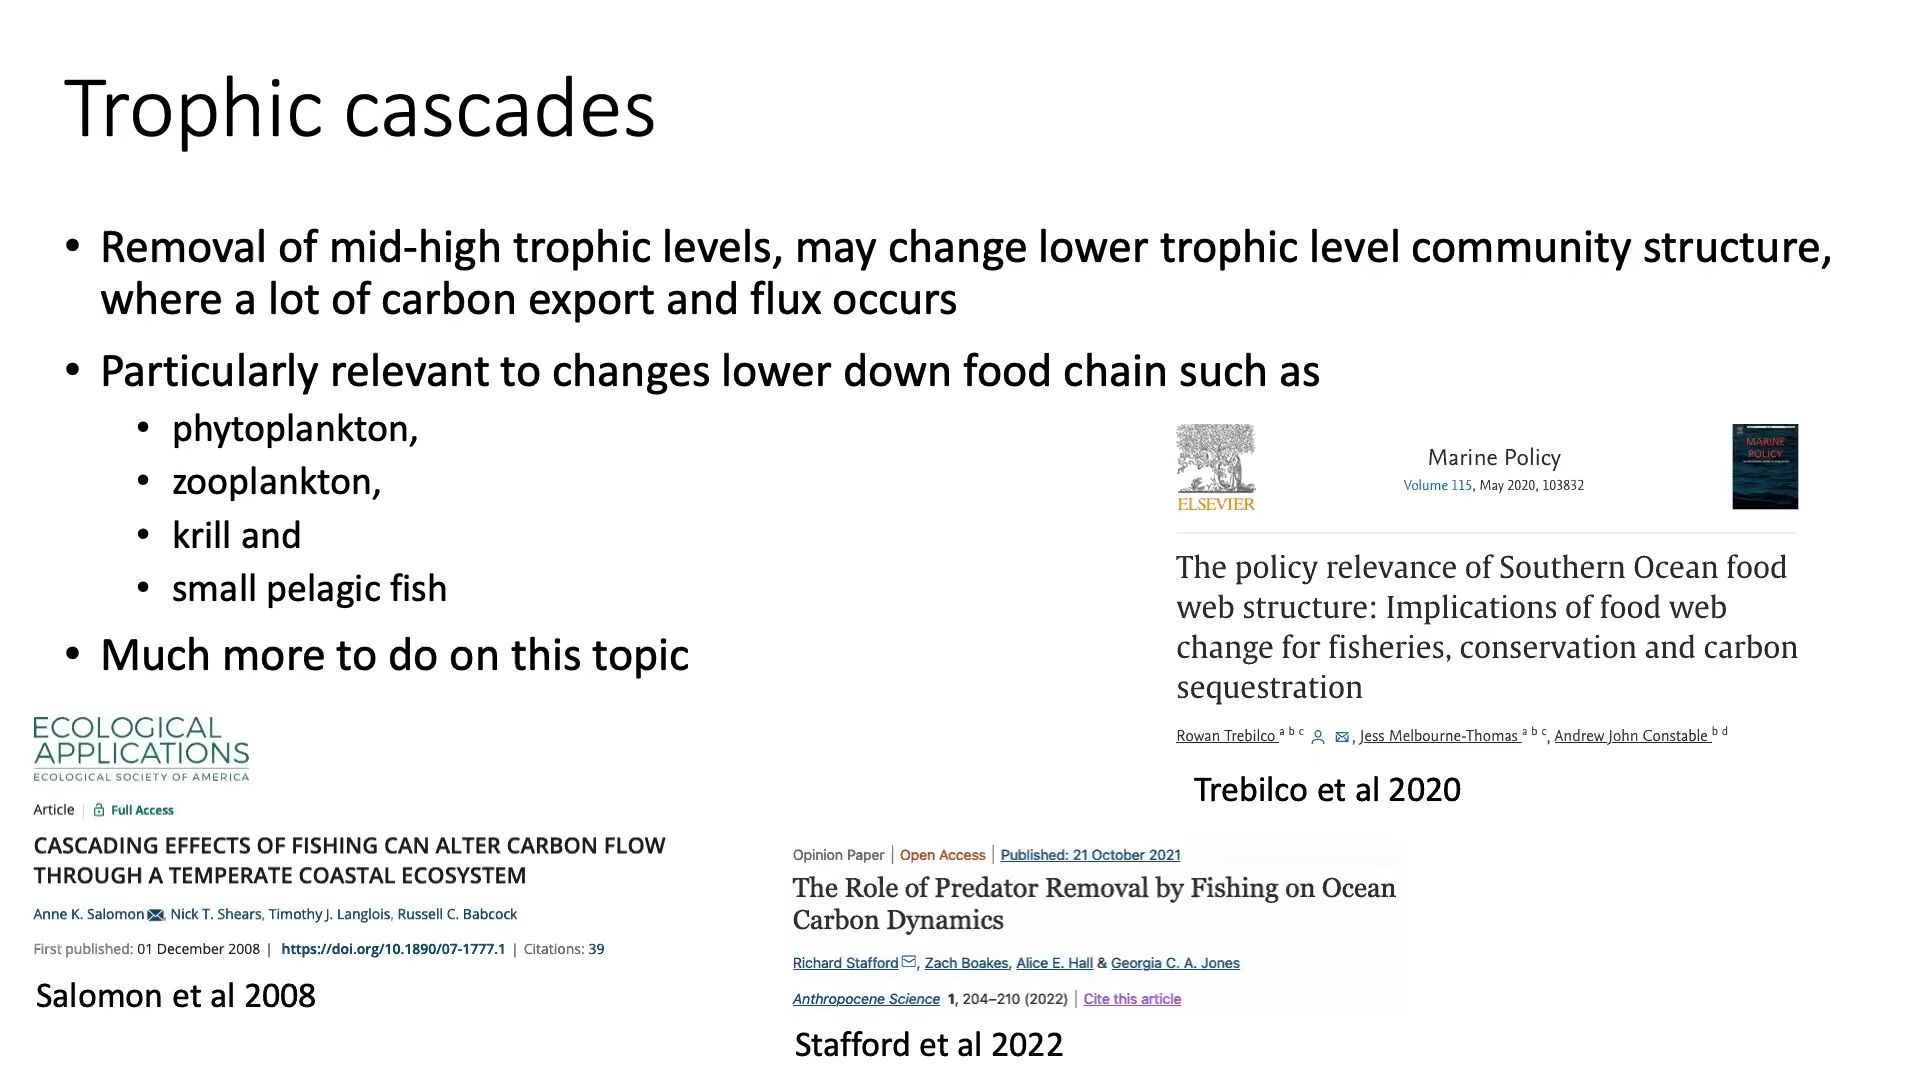 Trophic cascades
• Removal of mid-high trophic levels, may change lower trophic level community structure,
where a lot of carbon export and flux occurs
• Particularly relevant to changes lower down food chain such as
• phytoplankton,
• zooplankton,
• krill and
• small pelagic fish
• Much more to do on this topic
ELSEVIER
Marine Policy
Volume 115, May 2020, 103832
MARINE
POLICY
The policy relevance of Southern Ocean food
web structure: Implications of food web
change for fisheries, conservation and carbon
sequestration
Rowan Trebilco a b c, Jess Melbourne-Thomas a b c, Andrew John Constable b d
Trebilco et al 2020
ECOLOGICAL
APPLICATIONS
ECOLOGICAL SOCIETY OF AMERICA
Article | Full Access
CASCADING EFFECTS OF FISHING CAN ALTER CARBON FLOW
THROUGH A TEMPERATE COASTAL ECOSYSTEM
Anne K. Salomon, Nick T. Shears, Timothy J. Langlois, Russell C. Babcock
First published: 01 December 2008 | https://doi.org/10.1890/07-1777.1 | Citations: 39
Salomon et al 2008
Opinion Paper | Open Access | Published: 21 October 2021
The Role of Predator Removal by Fishing on Ocean
Carbon Dynamics
Richard Stafford, Zach Boakes, Alice E. Hall & Georgia C. A. Jones
Anthropocene Science 1, 204–210 (2022) | Cite this article
Stafford et al 2022